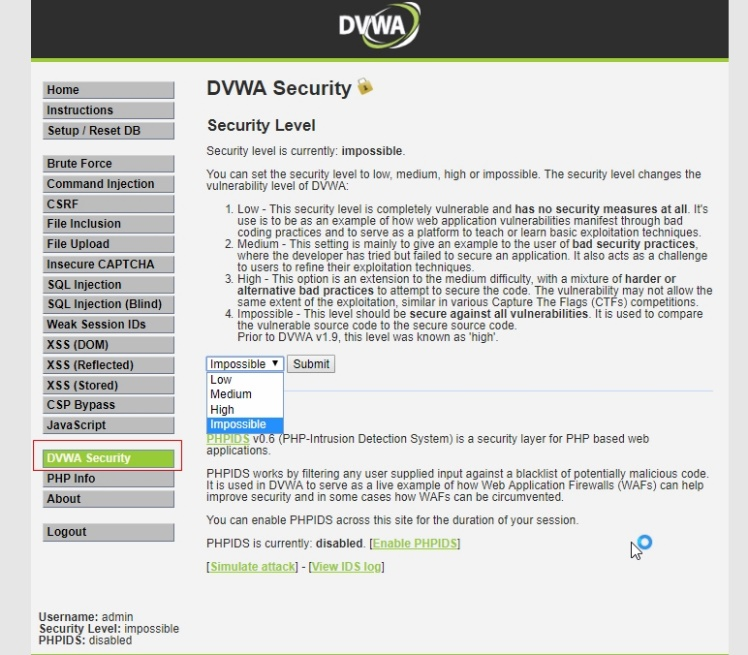 DVWA
Home
Instructions
Setup / Reset DB
Brute Force
Command Injection
CSRF
File Inclusion
File Upload
Insecure CAPTCHA
SQL Injection
SQL Injection (Blind)
Weak Session IDs
XSS (DOM)
XSS (Reflected)
XSS (Stored)
CSP Bypass
JavaScript
DVWA Security
PHP Info
About
Logout
DVWA Security
Security Level
Security level is currently: impossible.
You can set the security level to low, medium, high or impossible. The security level changes the
vulnerability level of DVWA:
1. Low - This security level is completely vulnerable and has no security measures at all. It's
use is to be as an example of how web application vulnerabilities manifest through bad
coding practices and to serve as a platform to teach or learn basic exploitation techniques.
2. Medium - This setting is mainly to give an example to the user of bad security practices,
where the developer has tried but failed to secure an application. It also acts as a challenge
to users to refine their exploitation techniques.
3. High - This option is an extension to the medium difficulty, with a mixture of harder or
alternative bad practices to attempt to secure the code. The vulnerability may not allow the
same extent of the exploitation, similar in various Capture The Flags (CTFs) competitions.
4. Impossible - This level should be secure against all vulnerabilities. It is used to compare
the vulnerable source code to the secure source code.
Prior to DVWA v1.9, this level was known as 'high'.
Impossible Submit
Low
Medium
High
Impossible
PHPIDS v0.6 (PHP-Intrusion Detection System) is a security layer for PHP based web
applications.
PHPIDS works by filtering any user supplied input against a blacklist of potentially malicious code.
It is used in DVWA to serve as a live example of how Web Application Firewalls (WAFs) can help
improve security and in some cases how WAFs can be circumvented.
You can enable PHPIDS across this site for the duration of your session.
PHPIDS is currently: disabled. [Enable PHPIDS]
[Simulate attack] - [View IDS log]
Username: admin
Security Level: impossible
PHPIDS: disabled